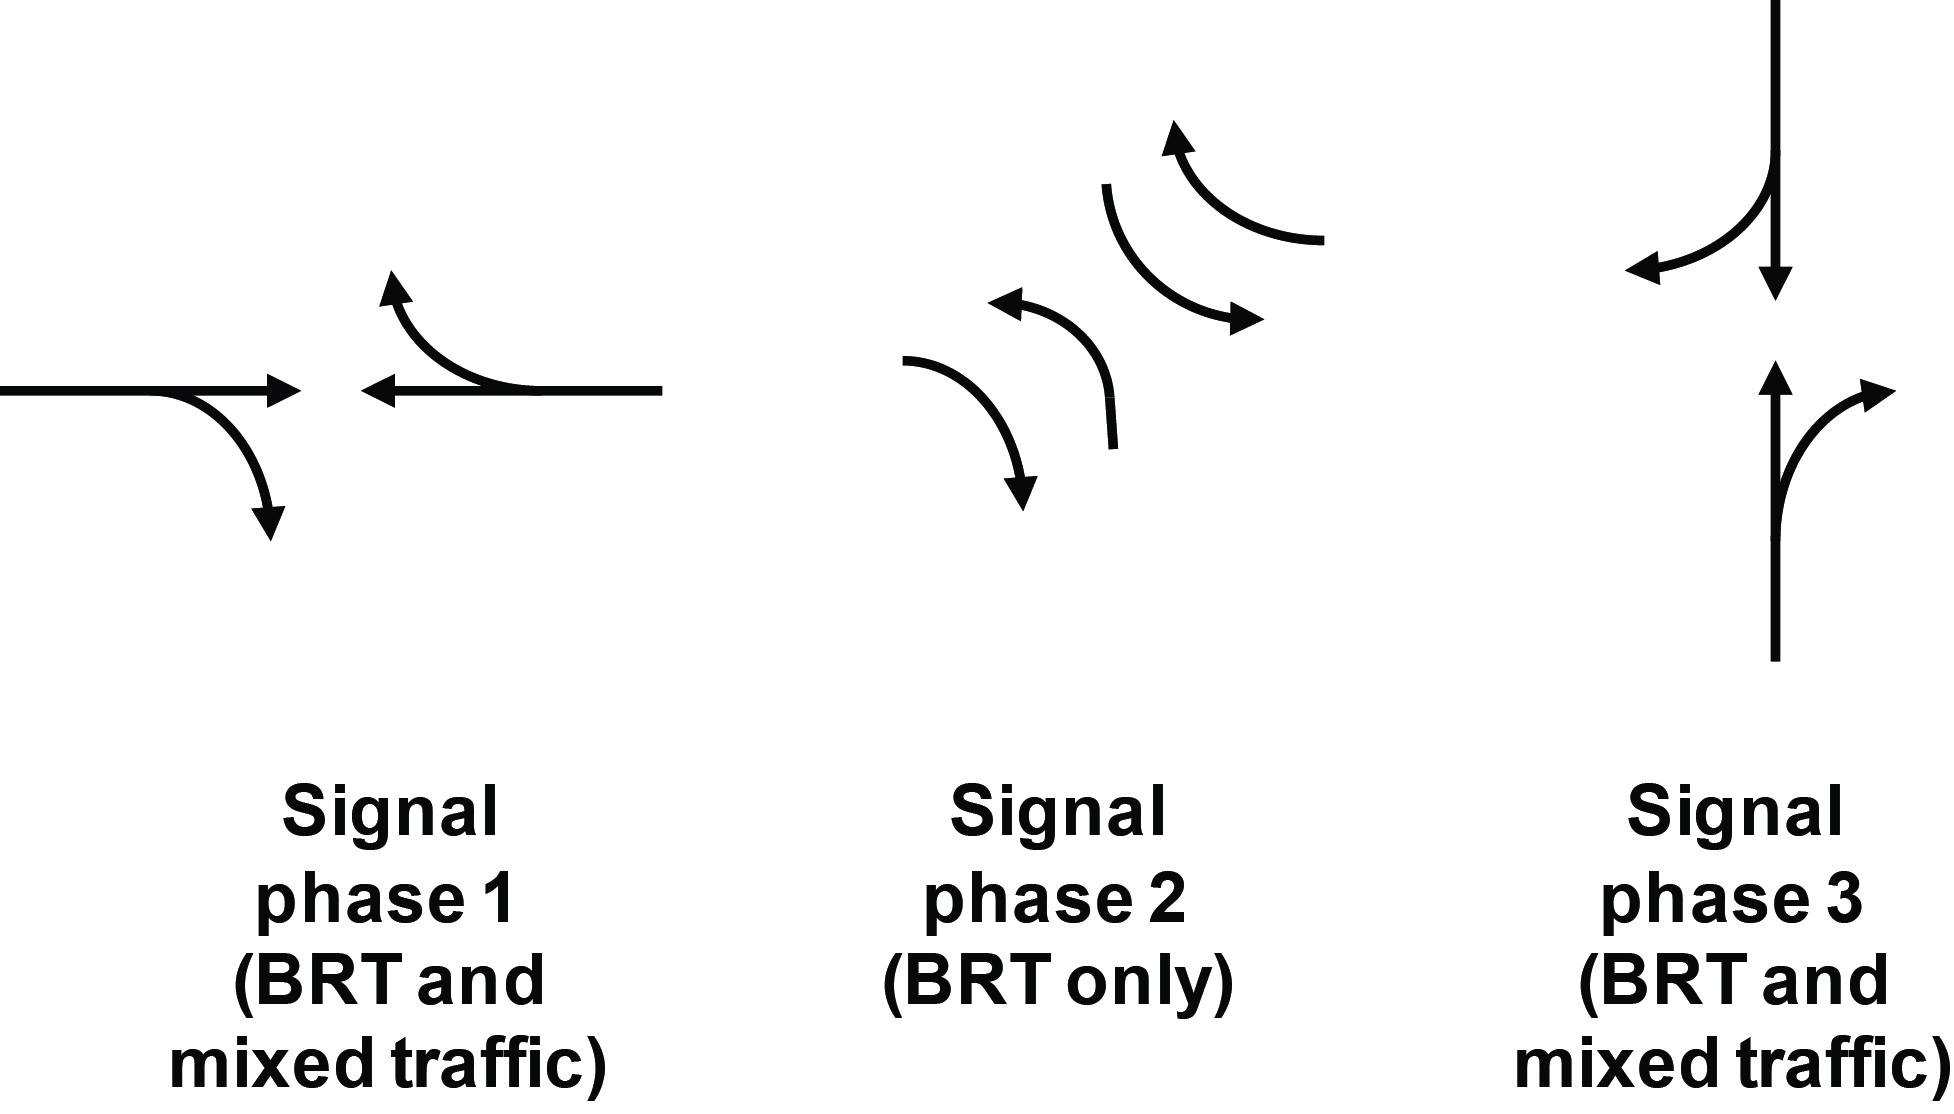 Signal
phase 1
(BRT and
mixed traffic)
Signal
phase 2
(BRT only)
Signal
phase 3
(BRT and
mixed traffic)